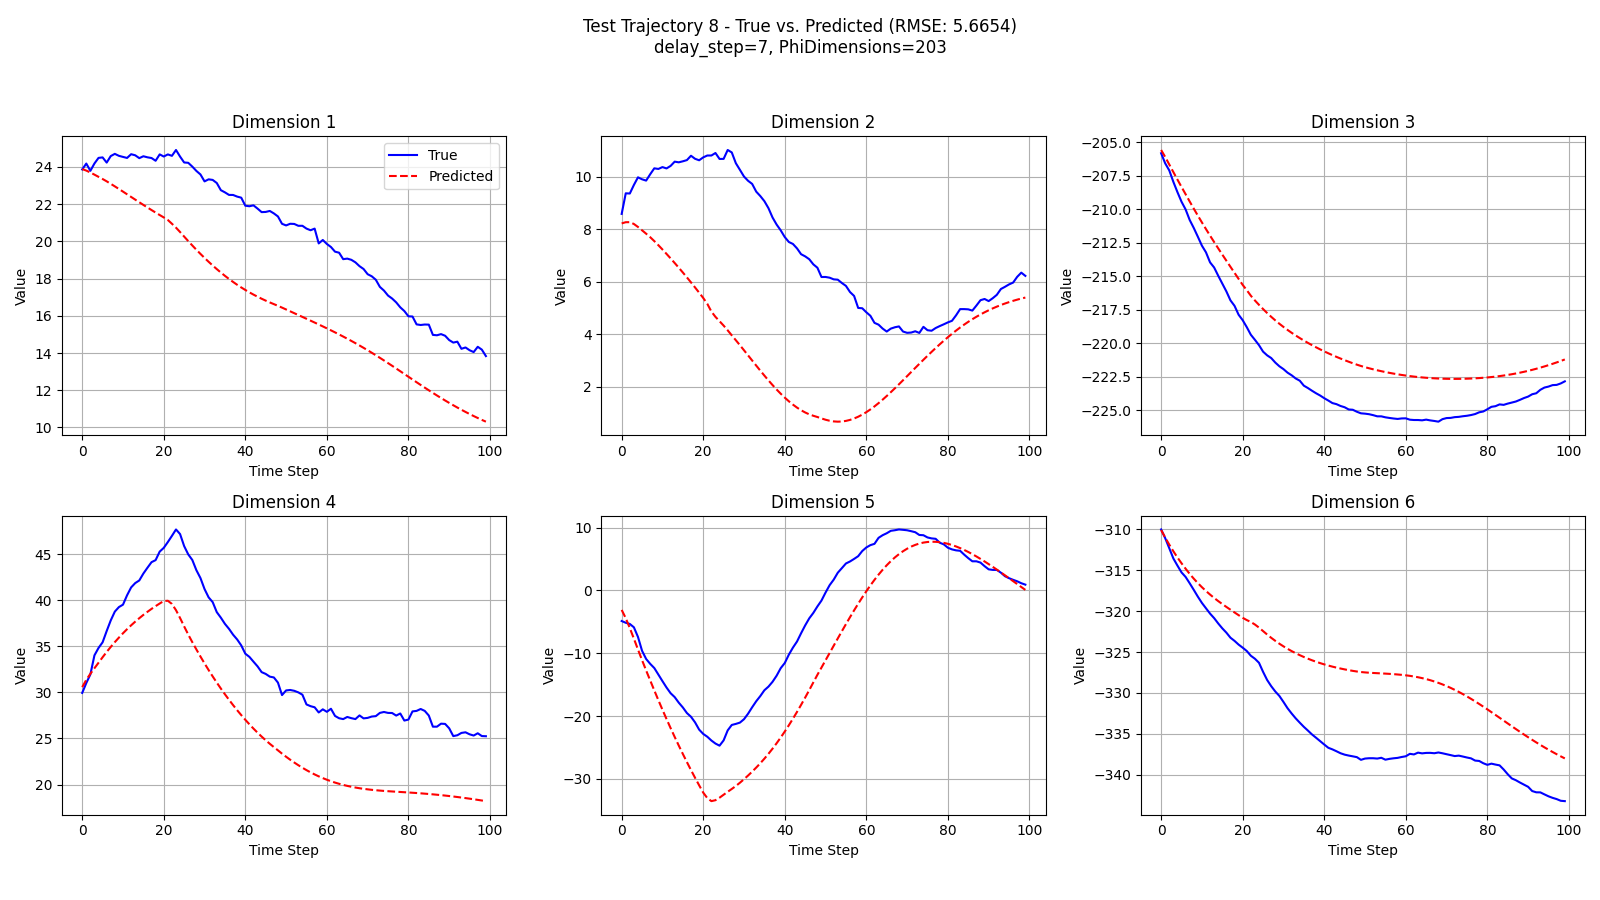 Test Trajectory 8 - True vs. Predicted (RMSE: 5.6654)
delay_step=7, PhiDimensions=203
Dimension 1
Value
24
22
20
18
16
14
12
10
0 20 40 60 80 100
Time Step
True
Predicted
Dimension 2
Value
10
8
6
4
2
0 20 40 60 80 100
Time Step
Dimension 3
Value
−205.0
−207.5
−210.0
−212.5
−215.0
−217.5
−220.0
−222.5
−225.0
0 20 40 60 80 100
Time Step
Dimension 4
Value
45
40
35
30
25
20
0 20 40 60 80 100
Time Step
Dimension 5
Value
10
0
−10
−20
−30
0 20 40 60 80 100
Time Step
Dimension 6
Value
−310
−315
−320
−325
−330
−335
−340
0 20 40 60 80 100
Time Step